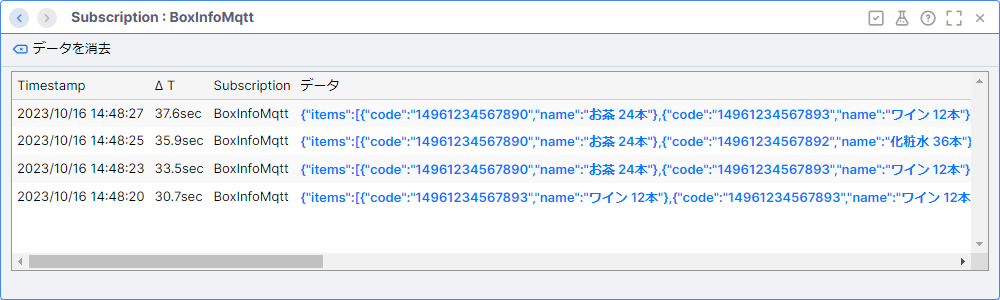 Subscription : BoxInfoMqtt
データを消去
Timestamp Δ T Subscription データ
2023/10/16 14:48:27 37.6sec BoxInfoMqtt {"items":[{"code":"14961234567890","name":"お茶 24本"},{"code":"14961234567893","name":"ワイン 12本"}
2023/10/16 14:48:25 35.9sec BoxInfoMqtt {"items":[{"code":"14961234567890","name":"お茶 24本"},{"code":"14961234567892","name":"化粧水 36本"}
2023/10/16 14:48:23 33.5sec BoxInfoMqtt {"items":[{"code":"14961234567890","name":"お茶 24本"},{"code":"14961234567893","name":"ワイン 12本"}
2023/10/16 14:48:20 30.7sec BoxInfoMqtt {"items":[{"code":"14961234567893","name":"ワイン 12本"},{"code":"14961234567893","name":"ワイン 12本